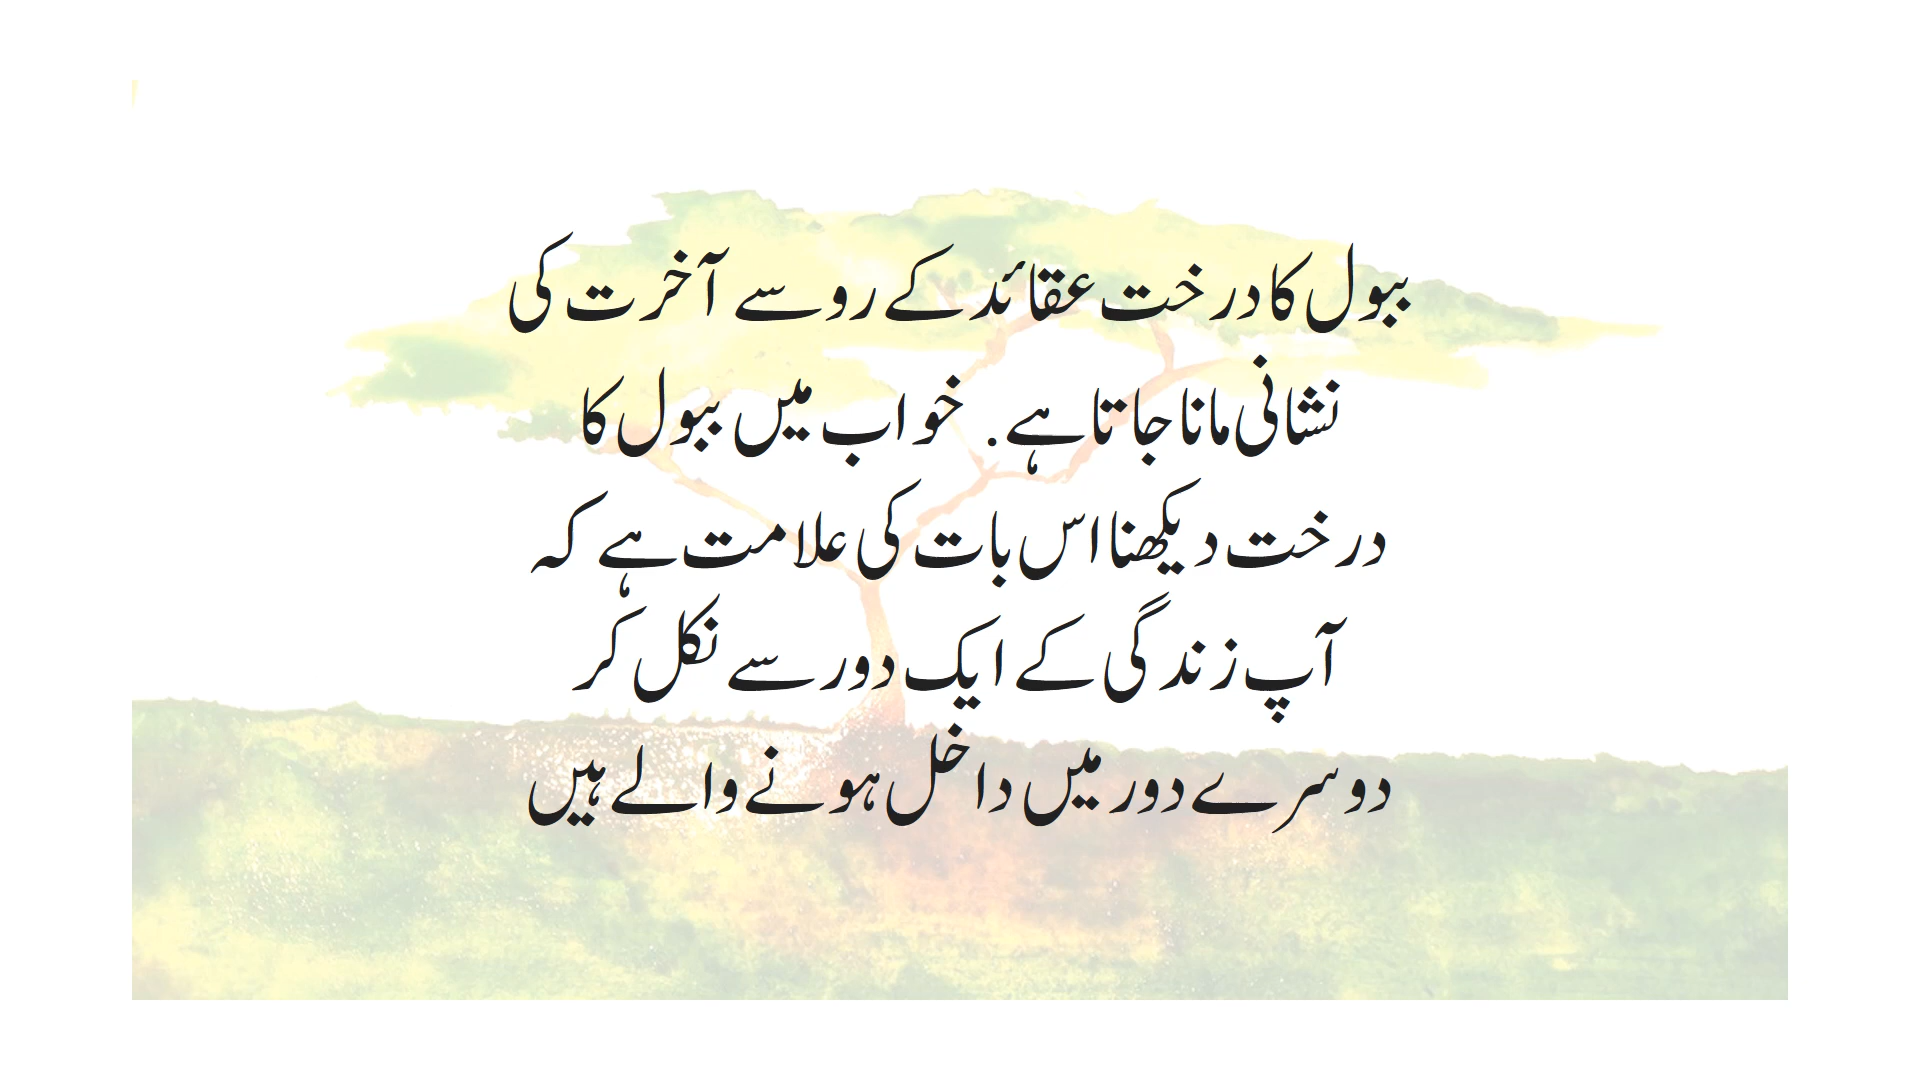 ببول کا درخت عقائد کے رو سے آخرت کی
نشانی مانا جاتا ہے. خواب میں ببول کا
درخت دیکھنا اس بات کی علامت ہے کہ
آپ زندگی کے ایک دور سے نکل کر
دوسرے دور میں داخل ہونے والے ہیں